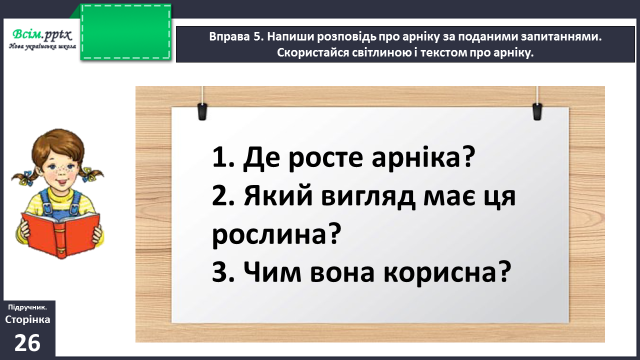 Всім.pptx
Нова українська школа
Вправа 5. Напиши розповідь про арніку за поданими запитаннями.
Скористайся світлиною і текстом про арніку.
1. Де росте арніка?
2. Який вигляд має ця
рослина?
3. Чим вона корисна?
Підручник.
Сторінка
26